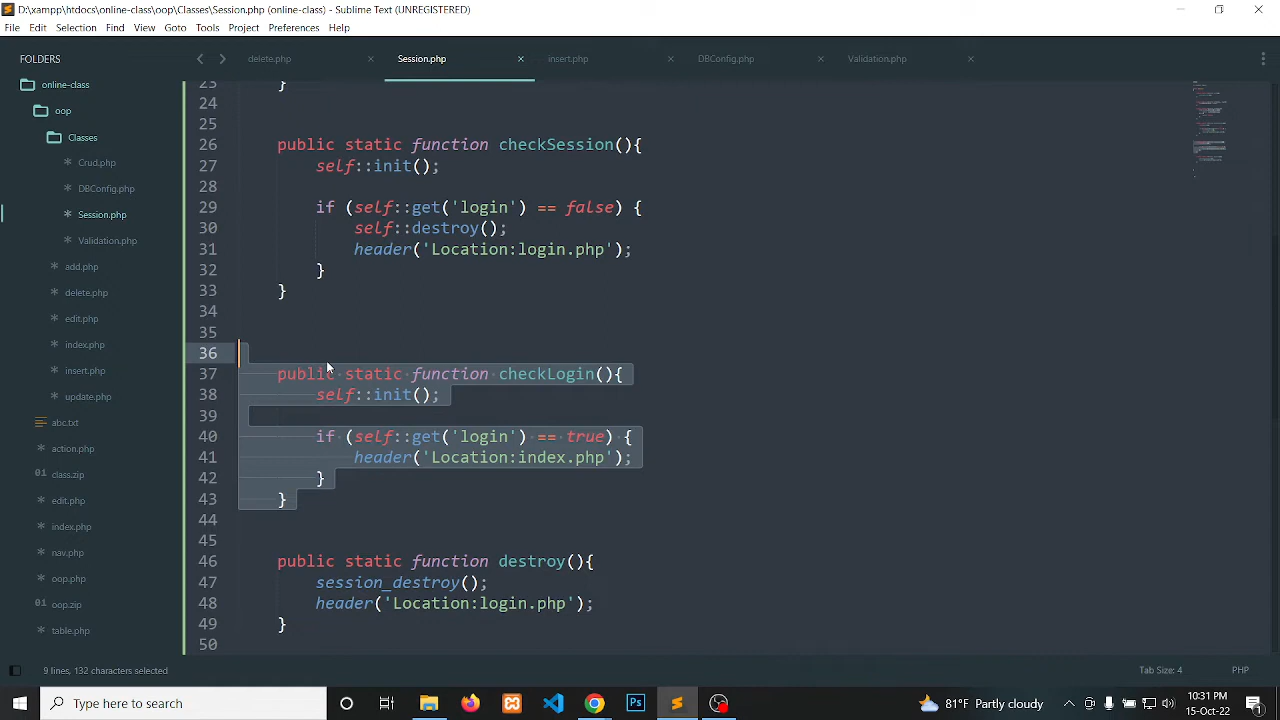 D:\xampp\htdocs\online-class\oop\Classes\Session.php (online-class) - Sublime Text (UNREGISTERED)
File Edit Selection Find View Goto Tools Project Preferences Help
FOLDERS
online-class
oop
Classes
Crud.php
DBConfig.php
Session.php
Validation.php
add.php
delete.php
edit.php
index.php
insert.php
update.php
abc.txt
action.php
class.zip
edit.php
index.php
nav.php
oop.php
oop.zip
table.php
delete.php Session.php insert.php DBConfig.php Validation.php
23 }
24
25
26 public static function checkSession(){
27 self::init();
28
29 if (self::get('login') == false) {
30 self::destroy();
31 header('Location:login.php');
32 }
33 }
34
35
36
37 public static function checkLogin(){
38 self::init();
39
40 if (self::get('login') == true) {
41 header('Location:index.php');
42 }
43 }
44
45
46 public static function destroy(){
47 session_destroy();
48 header('Location:login.php');
49 }
50
9 lines, 132 characters selected
Tab Size: 4 PHP
Type here to search
Ps
81°F Partly cloudy
10:31 PM
15-Oct-22